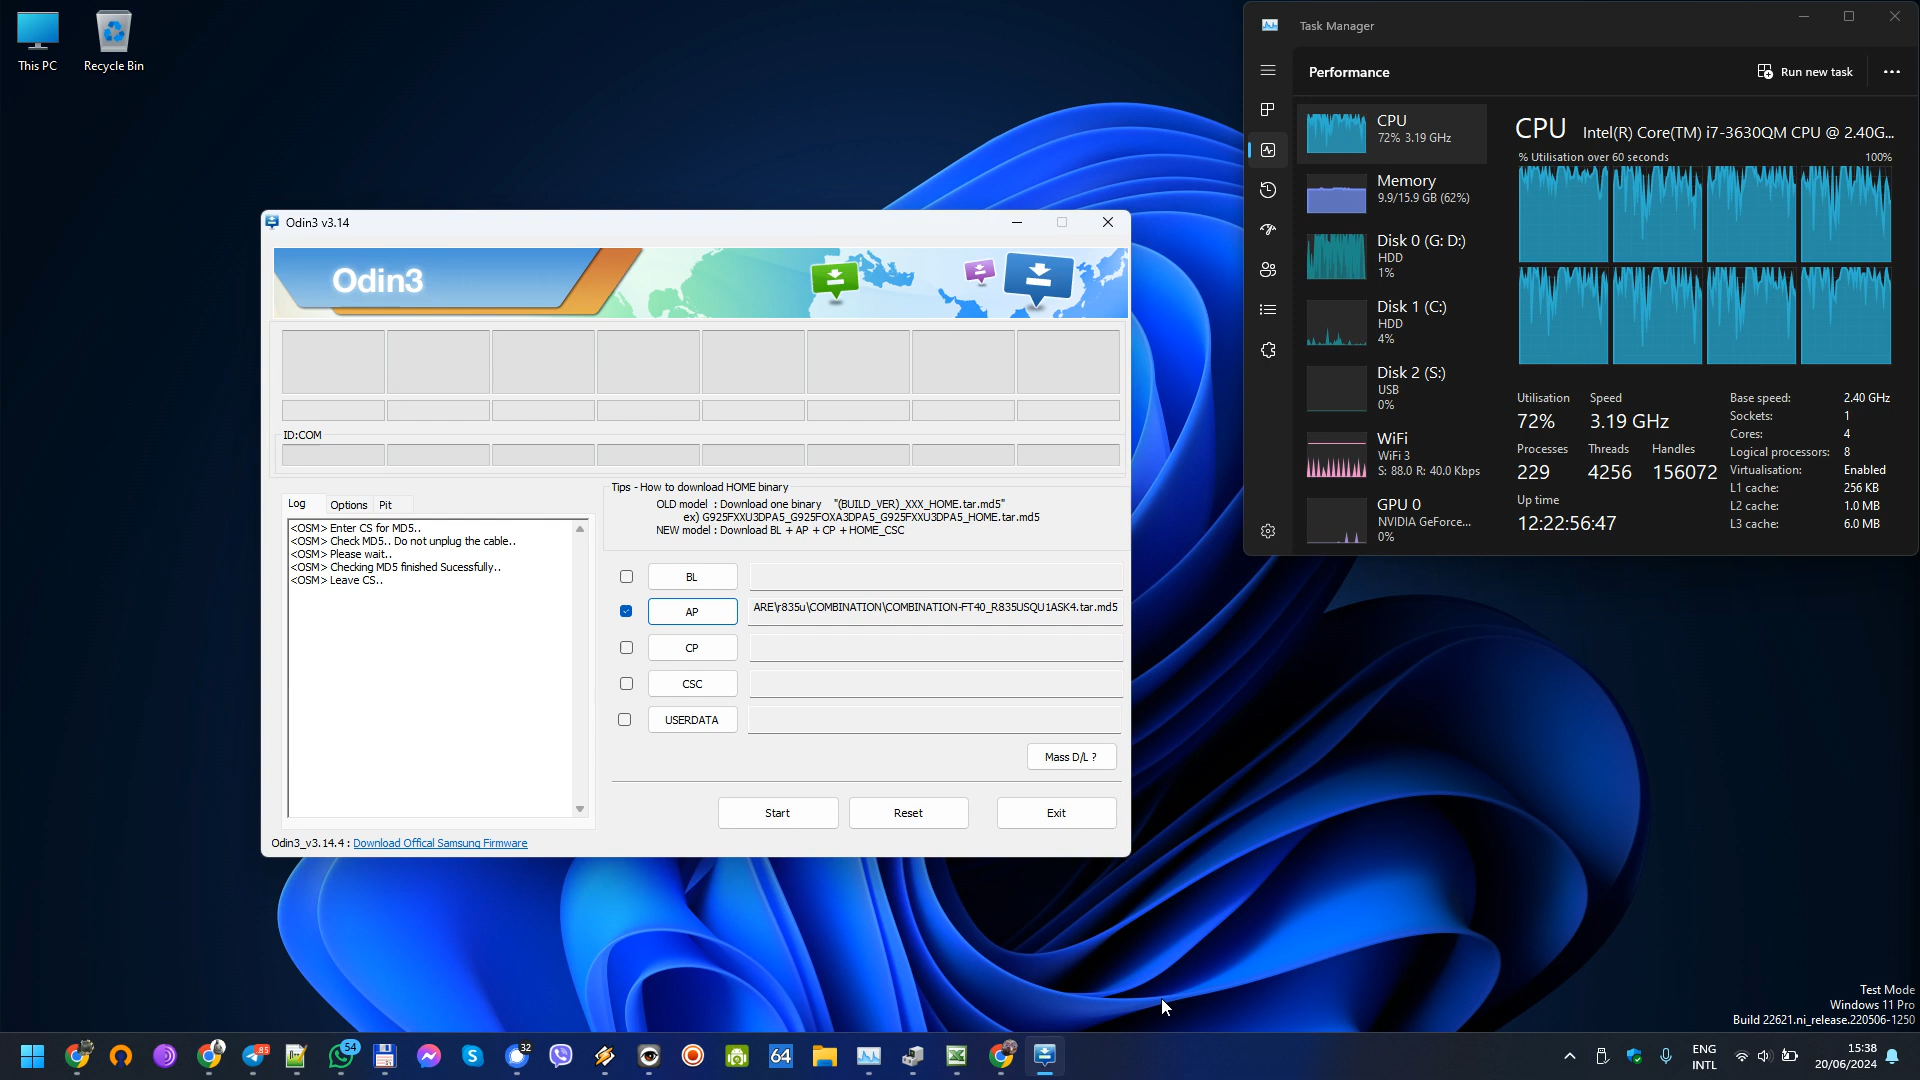 This PC
Recycle Bin
Odin3 v3.14
Odin3
ID:COM
Log
Options
Pit
<OSM> Enter CS for MD5..
<OSM> Check MD5.. Do not unplug the cable..
<OSM> Please wait..
<OSM> Checking MD5 finished Sucessfully..
<OSM> Leave CS..
Tips - How to download HOME binary
OLD model : Download one binary "(BUILD_VER)_XXX_HOME.tar.md5"
ex) G925FXXU3DPA5_G925FOXA3DPA5_G925FXXU3DPA5_HOME.tar.md5
NEW model : Download BL + AP + CP + HOME_CSC
BL
AP
ARE\r835u\COMBINATION\COMBINATION-FT40_R835USQU1ASK4.tar.md5
CP
CSC
USERDATA
Mass D/L ?
Start
Reset
Exit
Odin3_v3.14.4 : Download Offical Samsung Firmware
Task Manager
Performance
Run new task
CPU
72% 3.19 GHz
Memory
9.9/15.9 GB (62%)
Disk 0 (G: D:)
HDD
1%
Disk 1 (C:)
HDD
4%
Disk 2 (S:)
USB
0%
WiFi
WiFi 3
S: 88.0 R: 40.0 Kbps
GPU 0
NVIDIA GeForce...
0%
CPU Intel(R) Core(TM) i7-3630QM CPU @ 2.40G...
% Utilisation over 60 seconds 100%
Utilisation Speed
72% 3.19 GHz
Processes Threads Handles
229 4256 156072
Up time
12:22:56:47
Base speed: 2.40 GHz
Sockets: 1
Cores: 4
Logical processors: 8
Virtualisation: Enabled
L1 cache: 256 KB
L2 cache: 1.0 MB
L3 cache: 6.0 MB
Test Mode
Windows 11 Pro
Build 22621.ni_release.220506-1250
85
54
32
64
ENG
INTL
15:38
20/06/2024